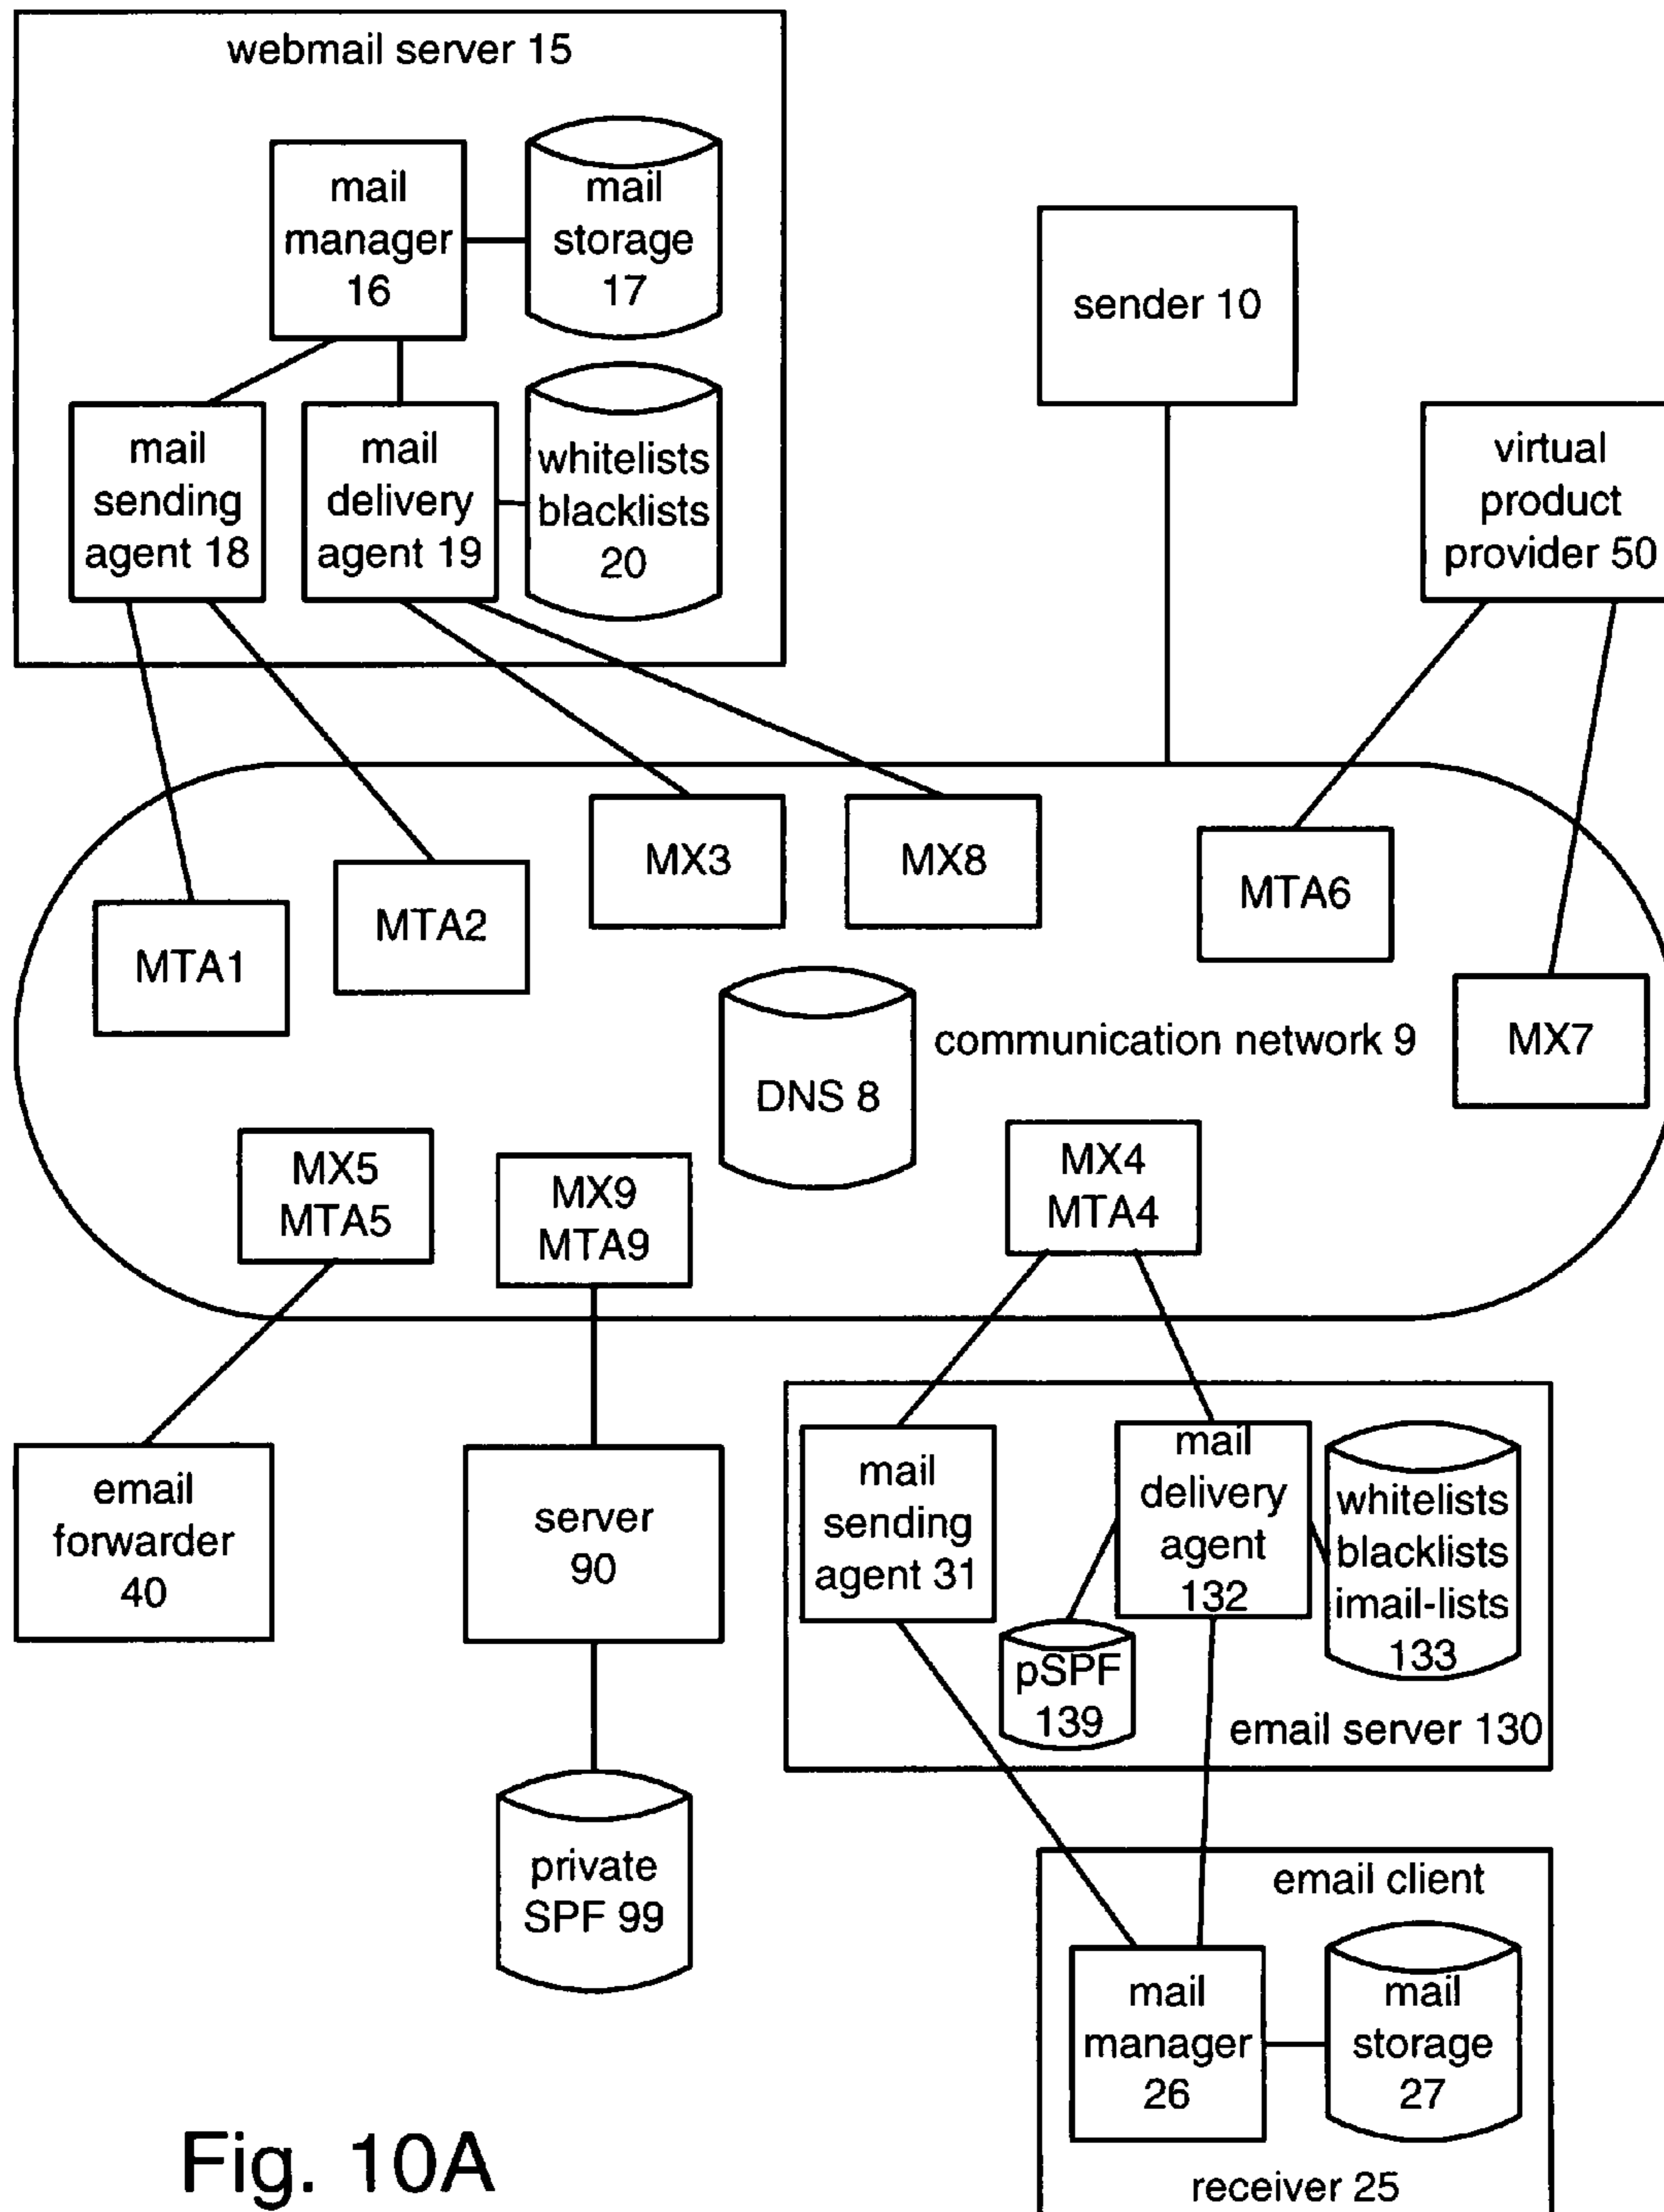 webmail server 15
mail
manager
16
mail
storage
17
sender 10
mail
sending
agent 18
mail
delivery
agent 19
whitelists
blacklists
20
virtual
product
provider 50
MTA1
MTA2
MX3
MX8
MTA6
MX7
DNS 8
communication network 9
MX5
MTA5
MX9
MTA9
MX4
MTA4
email
forwarder
40
server
90
private
SPF 99
mail
sending
agent 31
mail
delivery
agent
132
whitelists
blacklists
imail-lists
133
pSPF
139
email server 130
email client
mail
manager
26
mail
storage
27
receiver 25
Fig. 10A